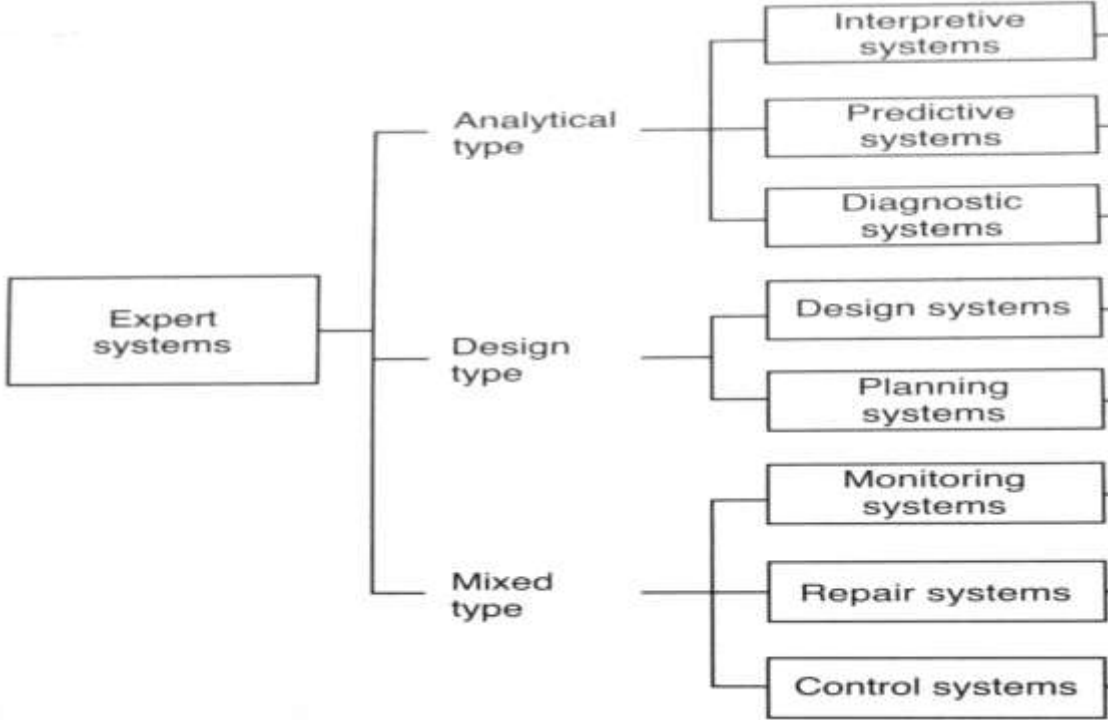 Expert
systems
Analytical
type
Interpretive
systems
Predictive
systems
Diagnostic
systems
Design
type
Design systems
Planning
systems
Mixed
type
Monitoring
systems
Repair systems
Control systems